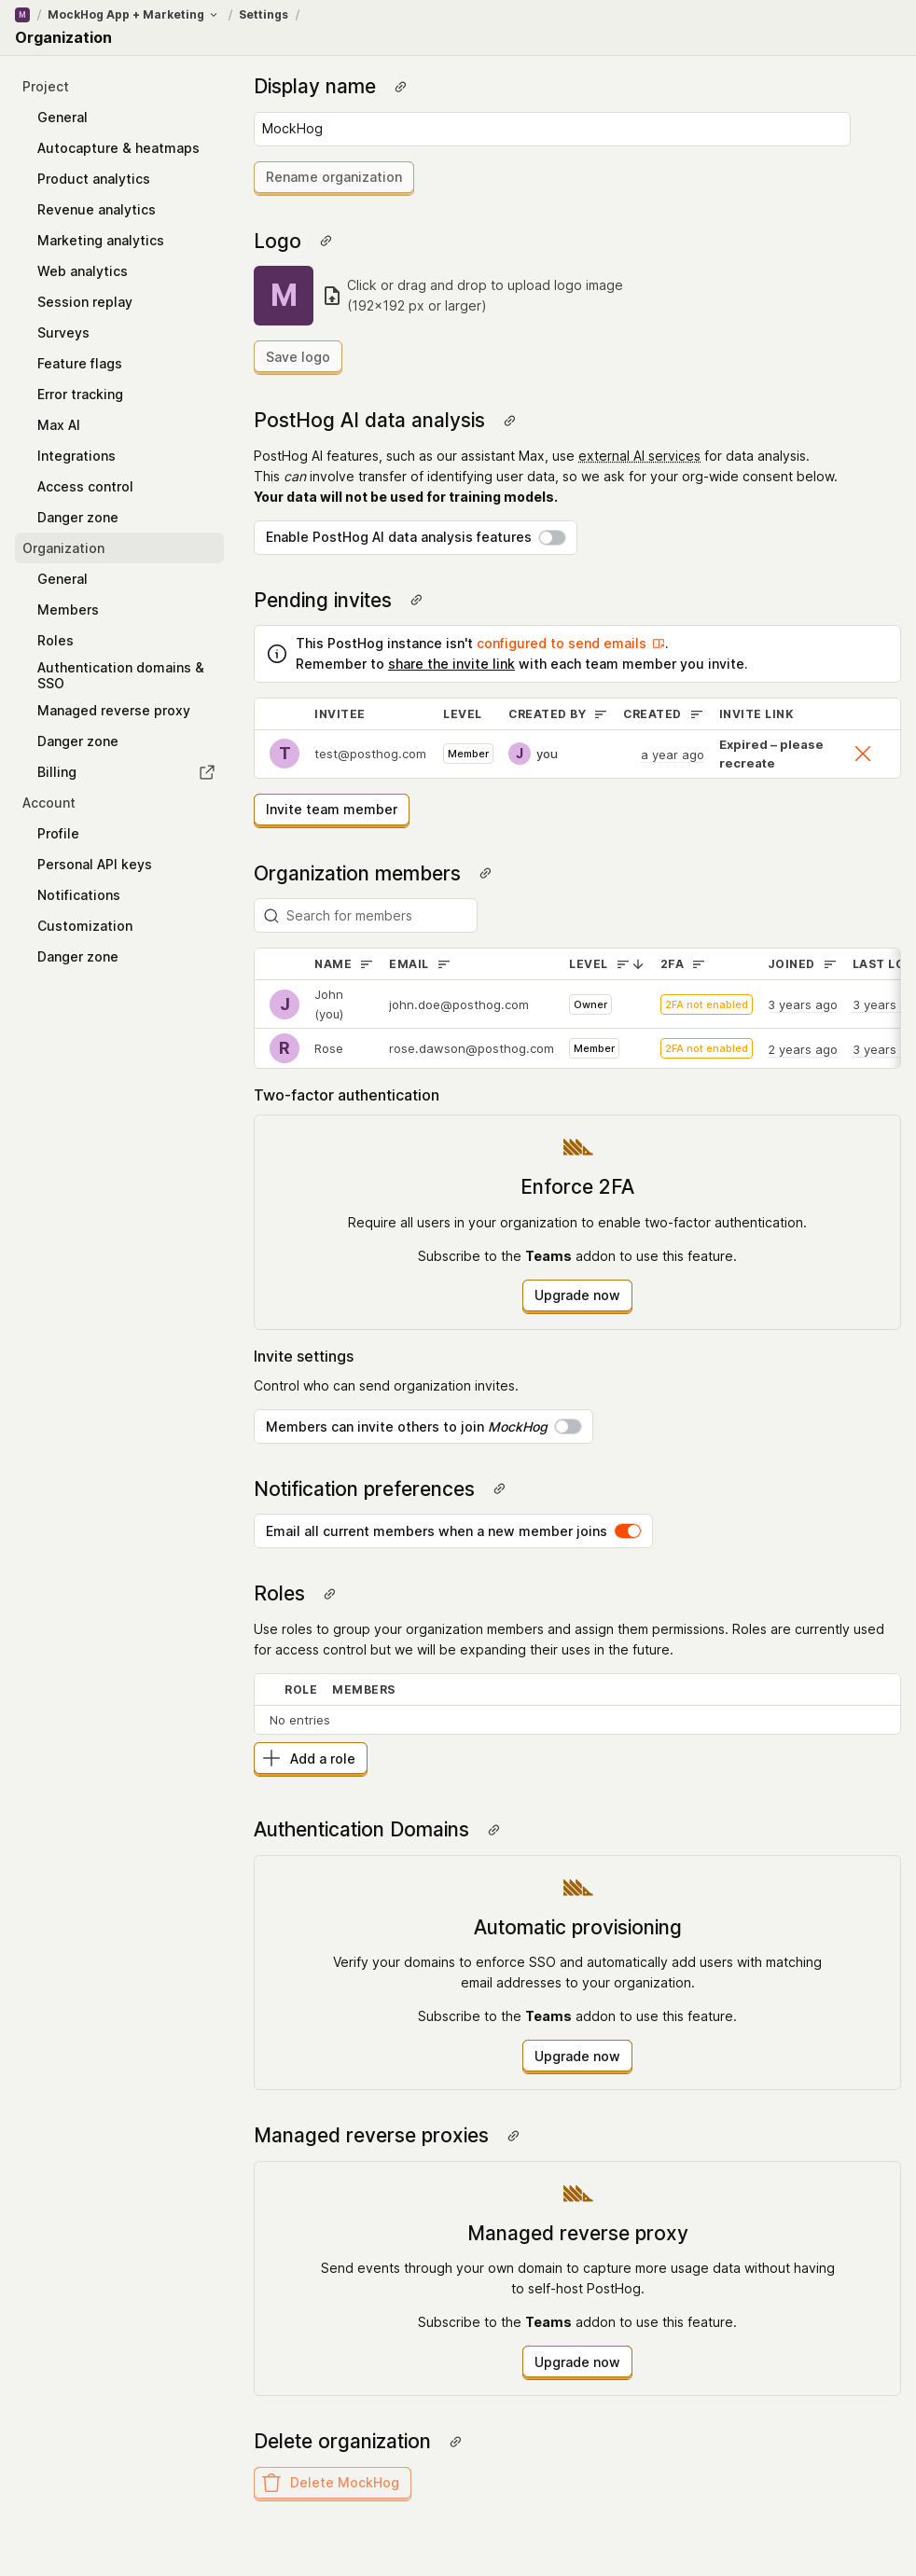 M / MockHog App + Marketing / Settings /
Organization
Project
General
Autocapture & heatmaps
Product analytics
Revenue analytics
Marketing analytics
Web analytics
Session replay
Surveys
Feature flags
Error tracking
Max AI
Integrations
Access control
Danger zone
Organization
General
Members
Roles
Authentication domains &
SSO
Managed reverse proxy
Danger zone
Billing
Account
Profile
Personal API keys
Notifications
Customization
Danger zone
Display name
MockHog
Rename organization
Logo
M
Click or drag and drop to upload logo image
(192×192 px or larger)
Save logo
PostHog AI data analysis
PostHog AI features, such as our assistant Max, use external AI services for data analysis.
This can involve transfer of identifying user data, so we ask for your org-wide consent below.
Your data will not be used for training models.
Enable PostHog AI data analysis features
Pending invites
This PostHog instance isn't configured to send emails.
Remember to share the invite link with each team member you invite.
INVITEE LEVEL CREATED BY CREATED INVITE LINK
T test@posthog.com Member J you a year ago Expired – please
recreate
Invite team member
Organization members
Search for members
NAME EMAIL LEVEL 2FA JOINED LAST LO
J John
(you) john.doe@posthog.com Owner 2FA not enabled 3 years ago 3 years
R Rose rose.dawson@posthog.com Member 2FA not enabled 2 years ago 3 years
Two-factor authentication
Enforce 2FA
Require all users in your organization to enable two-factor authentication.
Subscribe to the Teams addon to use this feature.
Upgrade now
Invite settings
Control who can send organization invites.
Members can invite others to join MockHog
Notification preferences
Email all current members when a new member joins
Roles
Use roles to group your organization members and assign them permissions. Roles are currently used
for access control but we will be expanding their uses in the future.
ROLE MEMBERS
No entries
Add a role
Authentication Domains
Automatic provisioning
Verify your domains to enforce SSO and automatically add users with matching
email addresses to your organization.
Subscribe to the Teams addon to use this feature.
Upgrade now
Managed reverse proxies
Managed reverse proxy
Send events through your own domain to capture more usage data without having
to self-host PostHog.
Subscribe to the Teams addon to use this feature.
Upgrade now
Delete organization
Delete MockHog